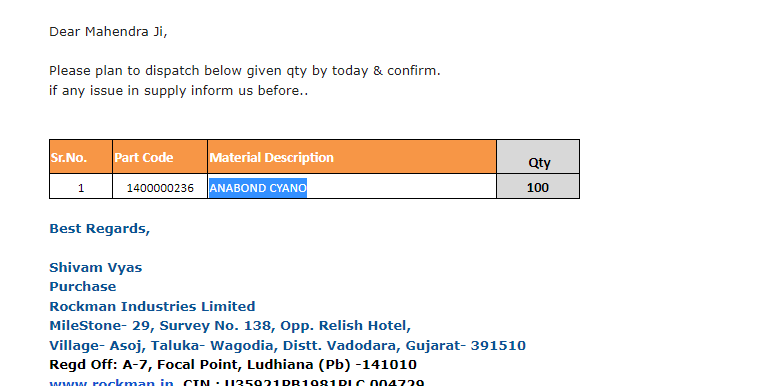 Dear Mahendra Ji,
Please plan to dispatch below given qty by today & confirm.
if any issue in supply inform us before..
Sr.No. Part Code Material Description Qty
1 1400000236 ANABOND CYANO 100
Best Regards,
Shivam Vyas
Purchase
Rockman Industries Limited
MileStone- 29, Survey No. 138, Opp. Relish Hotel,
Village- Asoj, Taluka- Wagodia, Distt. Vadodara, Gujarat- 391510
Regd Off: A-7, Focal Point, Ludhiana (Pb) -141010
www.rockman.in CIN : U35921PB1981PLC 004729